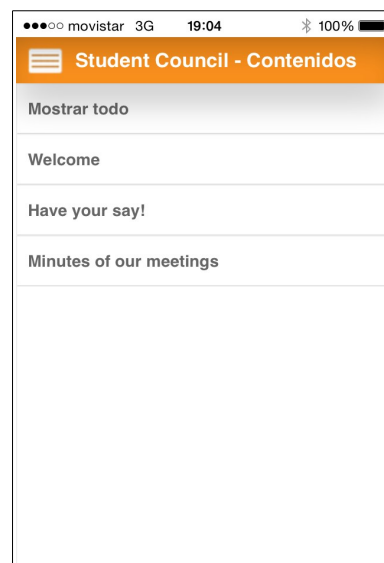 movistar 3G 19:04 100%
Student Council - Contenidos
Mostrar todo
Welcome
Have your say!
Minutes of our meetings